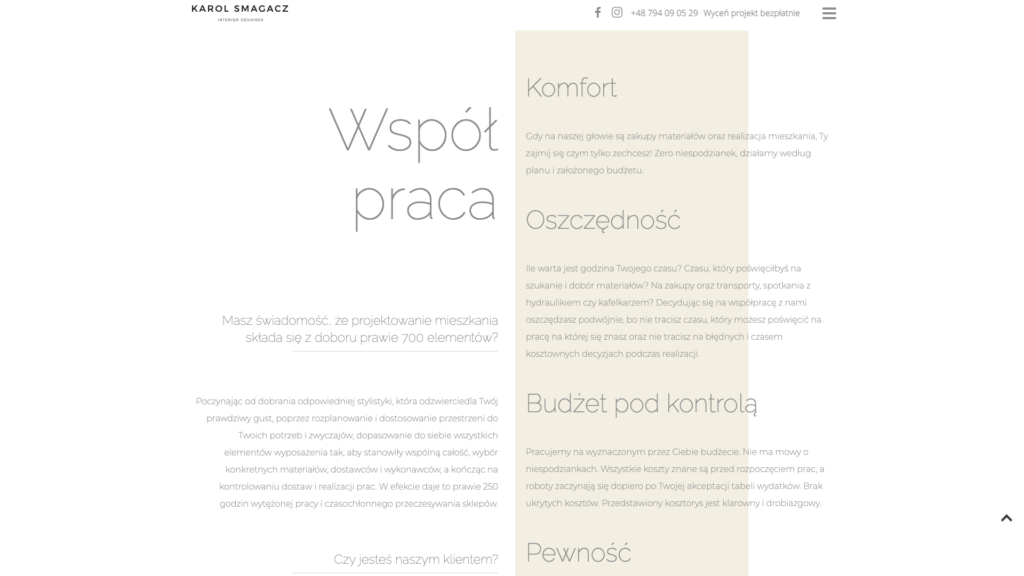 KAROL SMAGACZ
INTERIOR DESIGNER
+48 794 09 05 29 Wyceń projekt bezpłatnie
Współ
praca
Masz świadomość, że projektowanie mieszkania
składa się z doboru prawie 700 elementów?
Poczynając od dobrania odpowiedniej stylistyki, która odzwierciedla Twój
prawdziwy gust, poprzez rozplanowanie i dostosowanie przestrzeni do
Twoich potrzeb i zwyczajów, dopasowanie do siebie wszystkich
elementów wyposażenia tak, aby stanowiły wspólną całość, wybór
konkretnych materiałów, dostawców i wykonawców, a kończąc na
kontrolowaniu dostaw i realizacji prac. W efekcie daje to prawie 250
godzin wytężonej pracy i czasochłonnego przeczesywania sklepów.
Czy jesteś naszym klientem?
Komfort
Gdy na naszej głowie są zakupy materiałów oraz realizacja mieszkania, Ty
zajmij się czym tylko zechcesz! Zero niespodzianek, działamy według
planu i założonego budżetu.
Oszczędność
Ile warta jest godzina Twojego czasu? Czasu, który poświęciłbyś na
szukanie i dobór materiałów? Na zakupy oraz transporty, spotkania z
hydraulikiem czy kafelkarzem? Decydując się na współpracę z nami
oszczędzasz podwójnie, bo nie tracisz czasu, który możesz poświęcić na
pracę na której się znasz oraz nie tracisz na błędnych i czasem
kosztownych decyzjach podczas realizacji.
Budżet pod kontrolą
Pracujemy na wyznaczonym przez Ciebie budżecie. Nie ma mowy o
niespodziankach. Wszystkie koszty znane są przed rozpoczęciem prac, a
roboty zaczynają się dopiero po Twojej akceptacji tabeli wydatków. Brak
ukrytych kosztów. Przedstawiony kosztorys jest klarowny i drobiazgowy.
Pewność